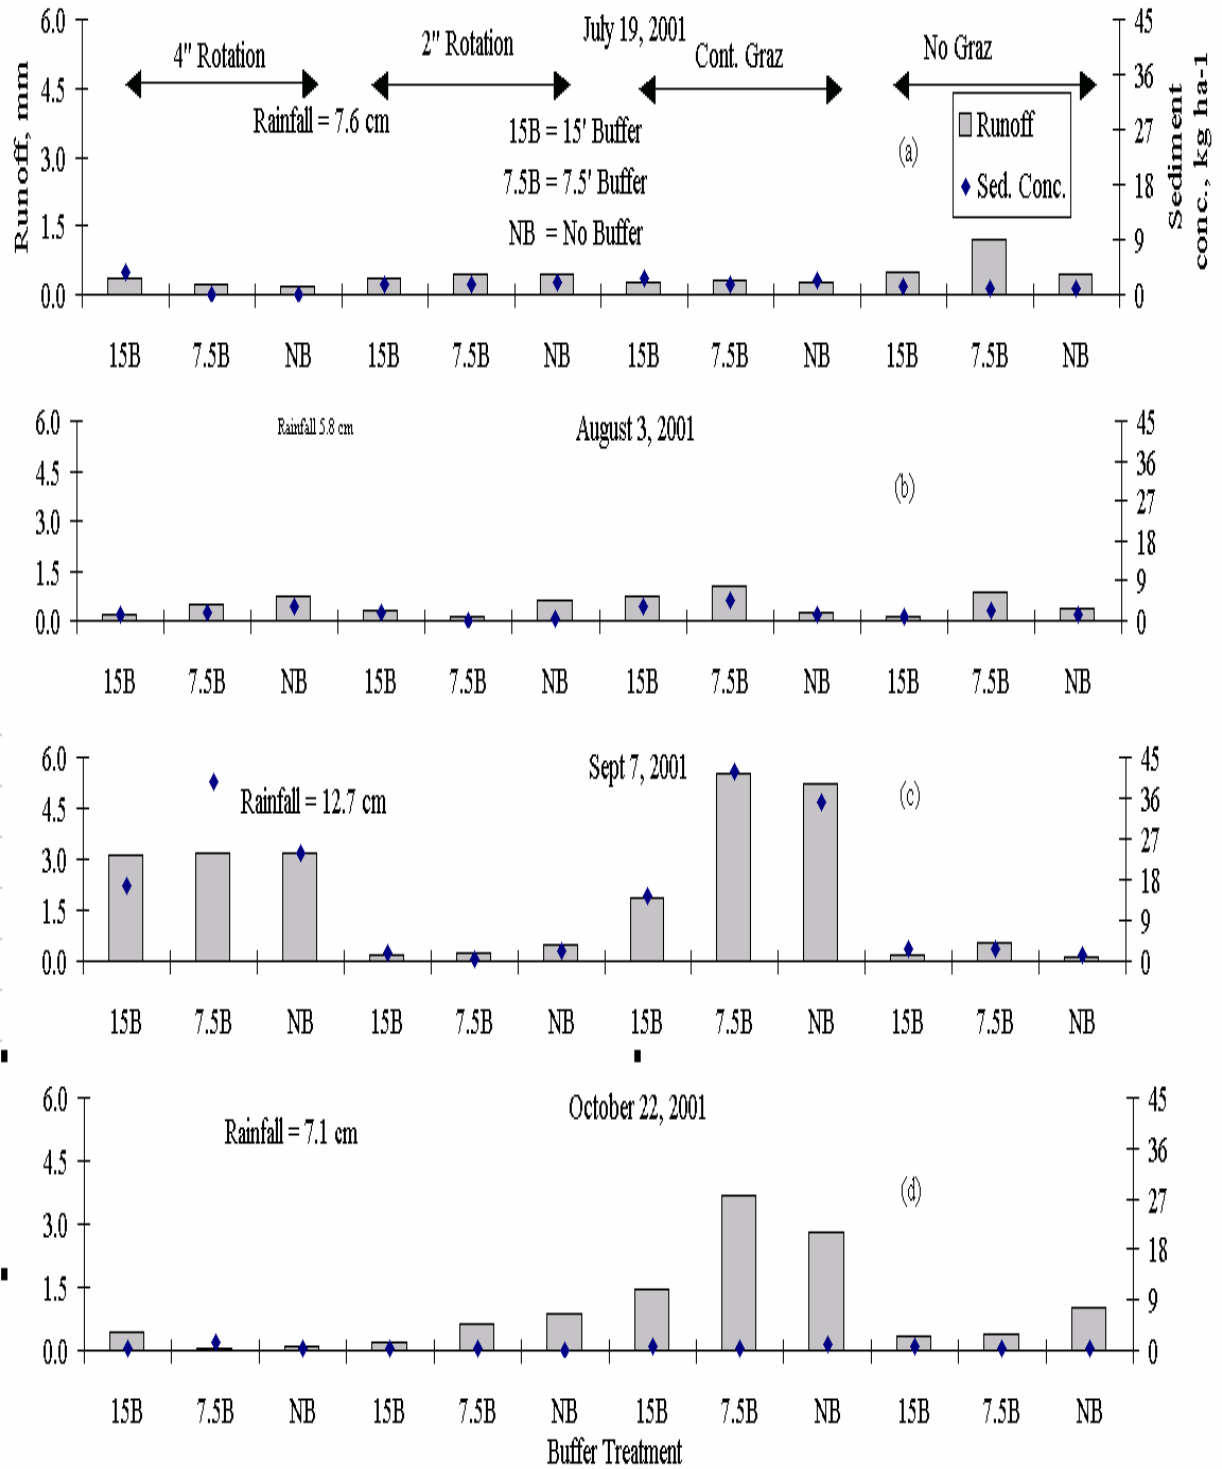 July 19, 2001
4" Rotation
2" Rotation
Cont. Graz
No Graz
Rainfall = 7.6 cm
15B = 15' Buffer
7.5B = 7.5' Buffer
NB = No Buffer
(a)
Runoff
Sed. Conc.
Runoff, mm
6.0
4.5
3.0
1.5
0.0
Sediment
conc., kg ha-1
45
36
27
18
9
0
15B 7.5B NB 15B 7.5B NB 15B 7.5B NB 15B 7.5B NB
Rainfall 5.8 cm
August 3, 2001
(b)
6.0
4.5
3.0
1.5
0.0
45
36
27
18
9
0
15B 7.5B NB 15B 7.5B NB 15B 7.5B NB 15B 7.5B NB
Sept 7, 2001
Rainfall = 12.7 cm
(c)
6.0
4.5
3.0
1.5
0.0
45
36
27
18
9
0
15B 7.5B NB 15B 7.5B NB 15B 7.5B NB 15B 7.5B NB
October 22, 2001
Rainfall = 7.1 cm
(d)
6.0
4.5
3.0
1.5
0.0
45
36
27
18
9
0
15B 7.5B NB 15B 7.5B NB 15B 7.5B NB 15B 7.5B NB
Buffer Treatment